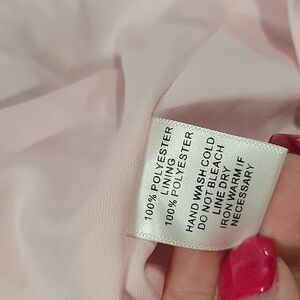 100% POLYESTER
LINING
100% POLYESTER
HAND WASH COLD
DO NOT BLEACH
LINE DRY
IRON WARM IF
NECESSARY